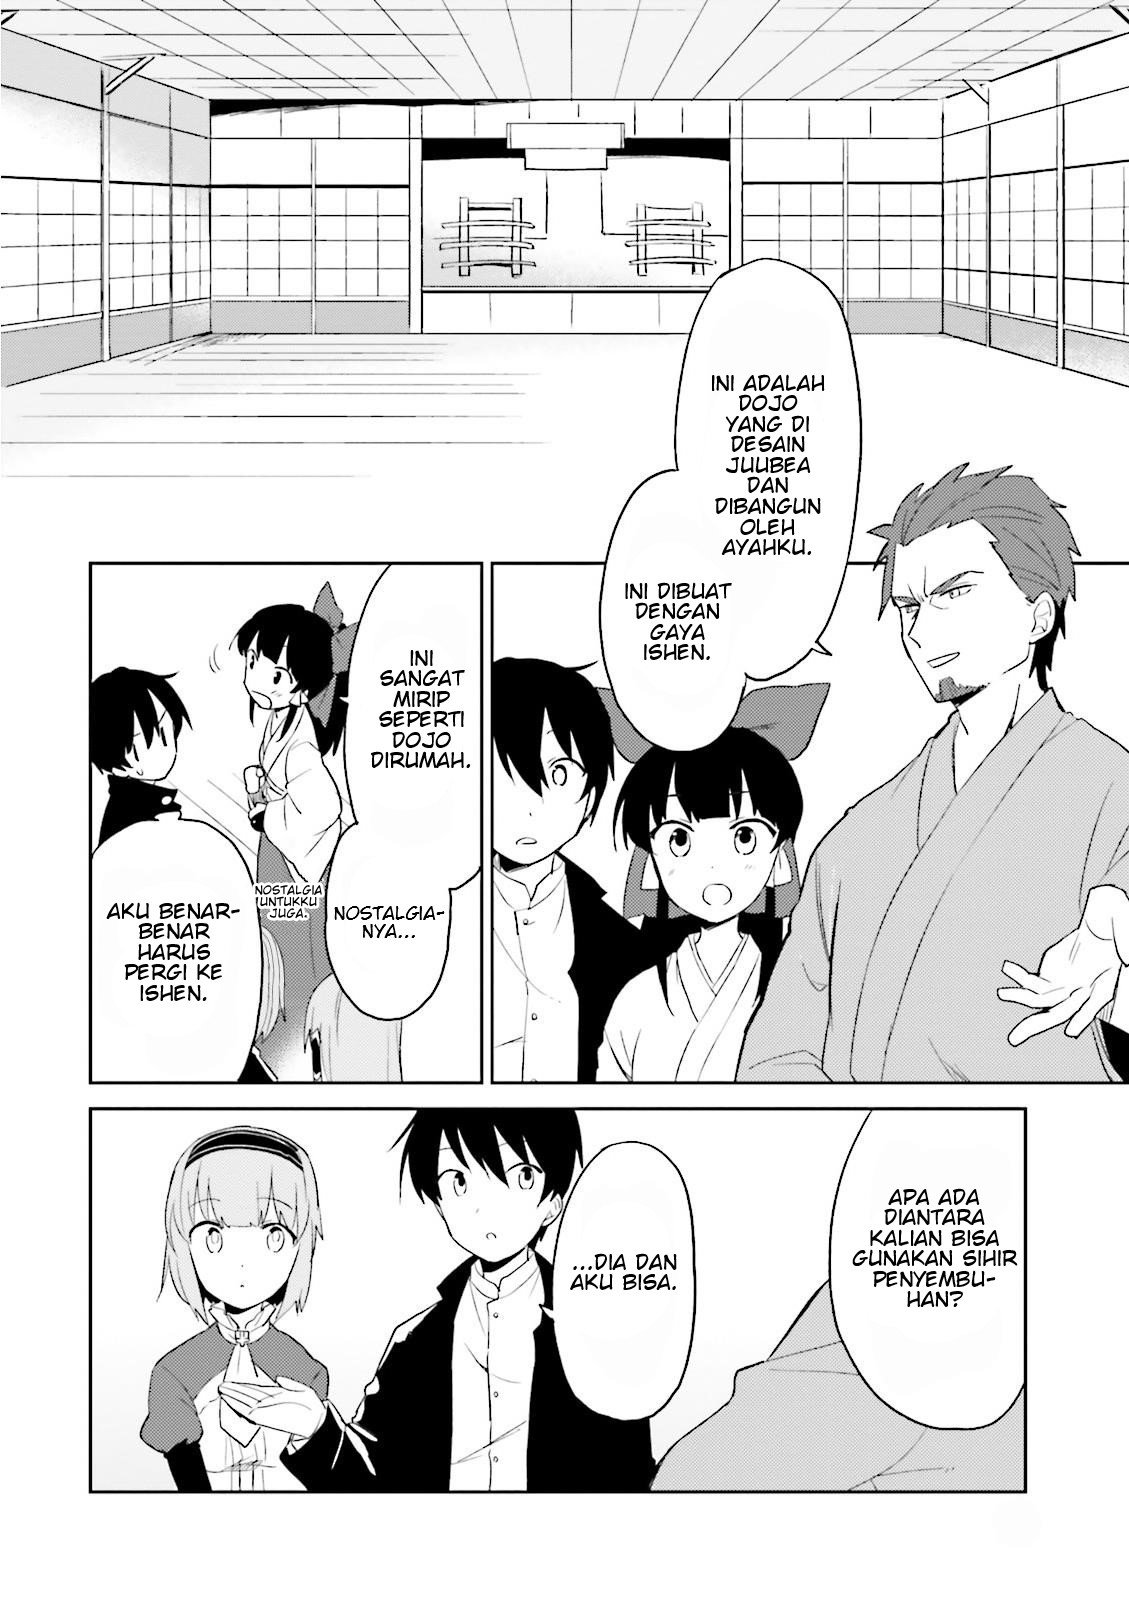 INI ADALAH
DOJO
YANG DI
DESAIN
JUUBEA
DAN
DIBANGUN
OLEH
AYAHKU.
INI DIBUAT
DENGAN
GAYA
ISHEN.
INI
SANGAT
MIRIP
SEPERTI
DOJO
DIRUMAH.
NOSTALGIA-
NYA...
NOSTALGIA
UNTUKKU
JUGA.
AKU BENAR-
BENAR
HARUS
PERGI KE
ISHEN.
APA ADA
DIANTARA
KALIAN BISA
GUNAKAN SIHIR
PENYEMBU-
HAN?
...DIA DAN
AKU BISA.